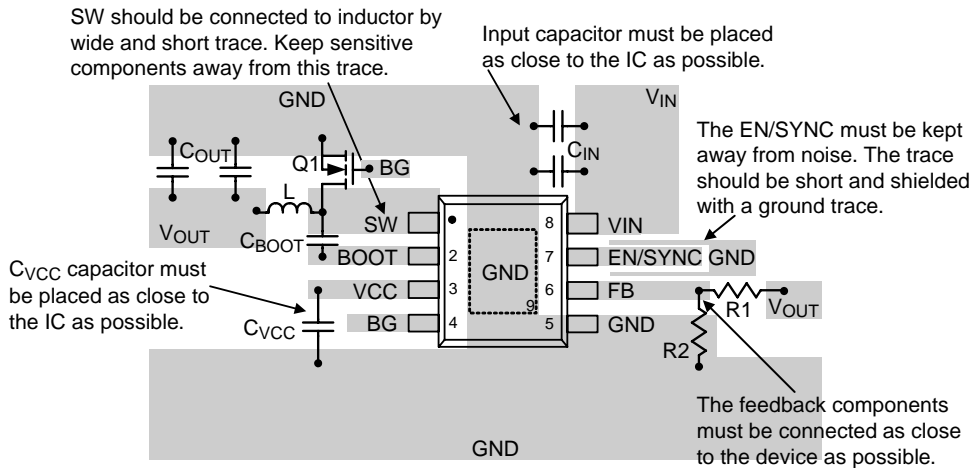 SW should be connected to inductor by
wide and short trace. Keep sensitive
components away from this trace.
Input capacitor must be placed
as close to the IC as possible.
GND
VIN
The EN/SYNC must be kept
away from noise. The trace
should be short and shielded
with a ground trace.
COUT
Q1
BG
CIN
L
VOUT
CBOOT
SW
8
VIN
BOOT
2
GND
7
EN/SYNC GND
CVCC capacitor must
be placed as close to
the IC as possible.
VCC
3
9
6
FB
R1
VOUT
CVCC
BG
4
5
GND
R2
The feedback components
must be connected as close
to the device as possible.
GND